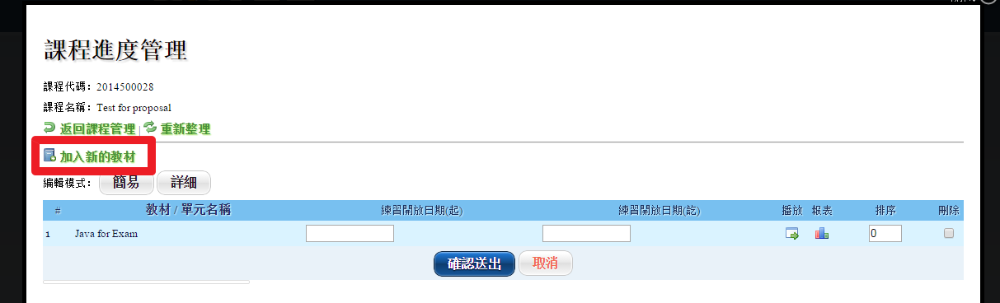 課程進度管理
課程代碼：2014500028
課程名稱：Test for proposal
返回課程管理 | 重新整理
加入新的教材
編輯模式： 簡易 詳細
# 教材 / 單元名稱 練習開放日期(起) 練習開放日期(訖) 播放 報表 排序 刪除
1 Java for Exam 0
確認送出 取消